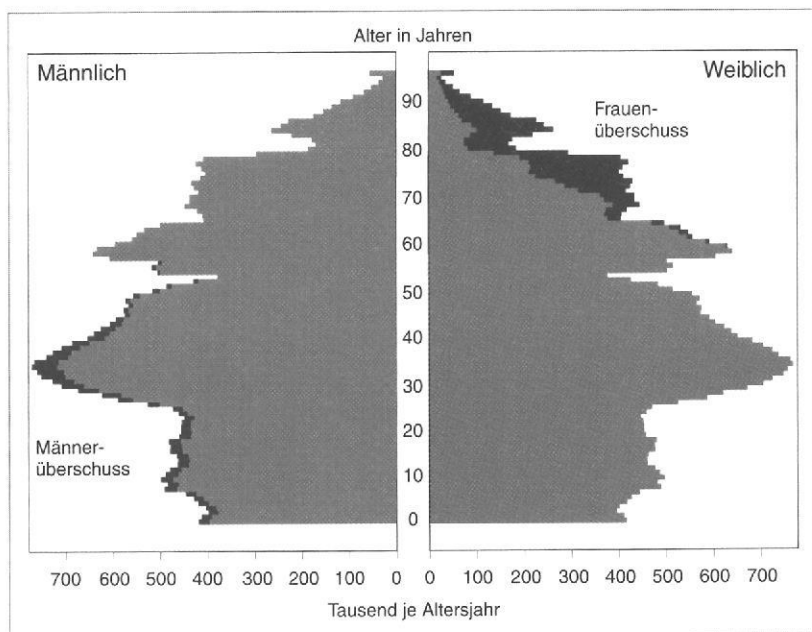 Alter in Jahren
Männlich
Weiblich
Frauen-
überschuss
90
80
70
60
50
40
30
20
10
0
Männer-
überschuss
700 600 500 400 300 200 100 0
0 100 200 300 400 500 600 700
Tausend je Altersjahr